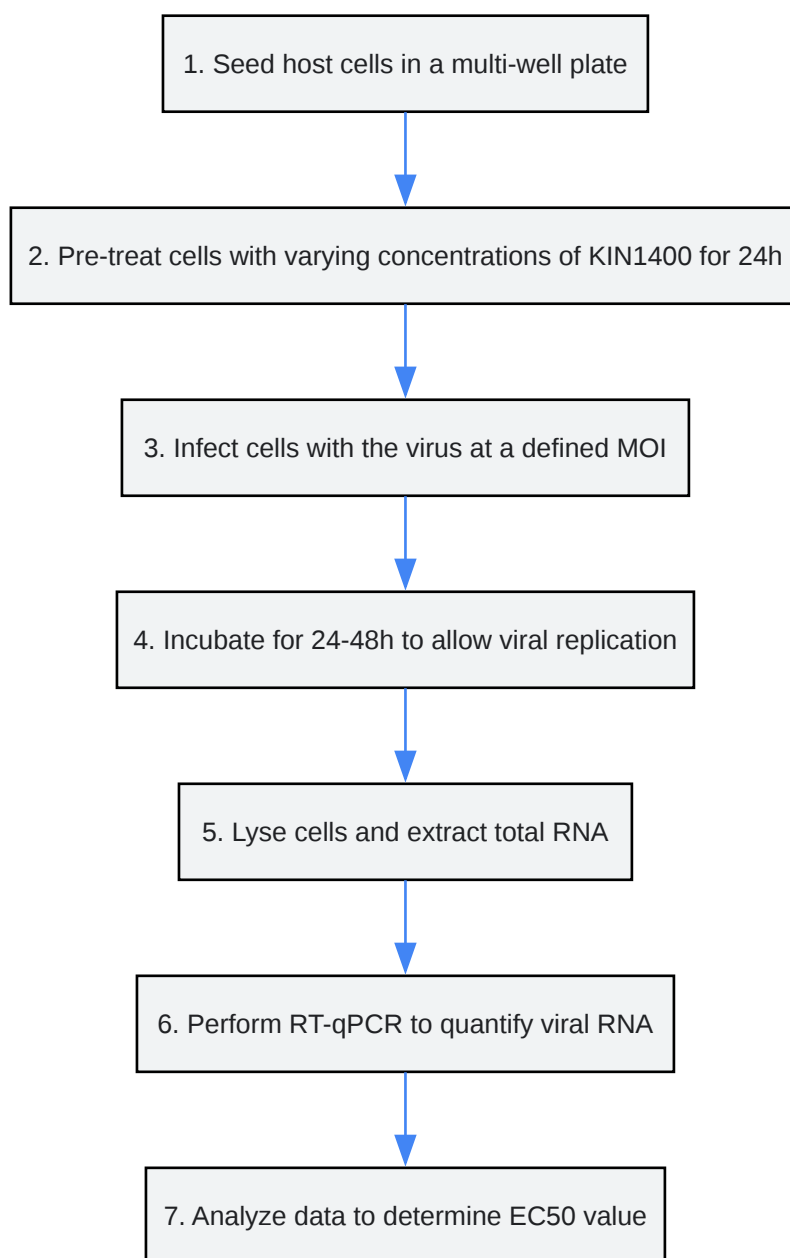 1. Seed host cells in a multi-well plate
2. Pre-treat cells with varying concentrations of KIN1400 for 24h
3. Infect cells with the virus at a defined MOI
4. Incubate for 24-48h to allow viral replication
5. Lyse cells and extract total RNA
6. Perform RT-qPCR to quantify viral RNA
7. Analyze data to determine EC50 value